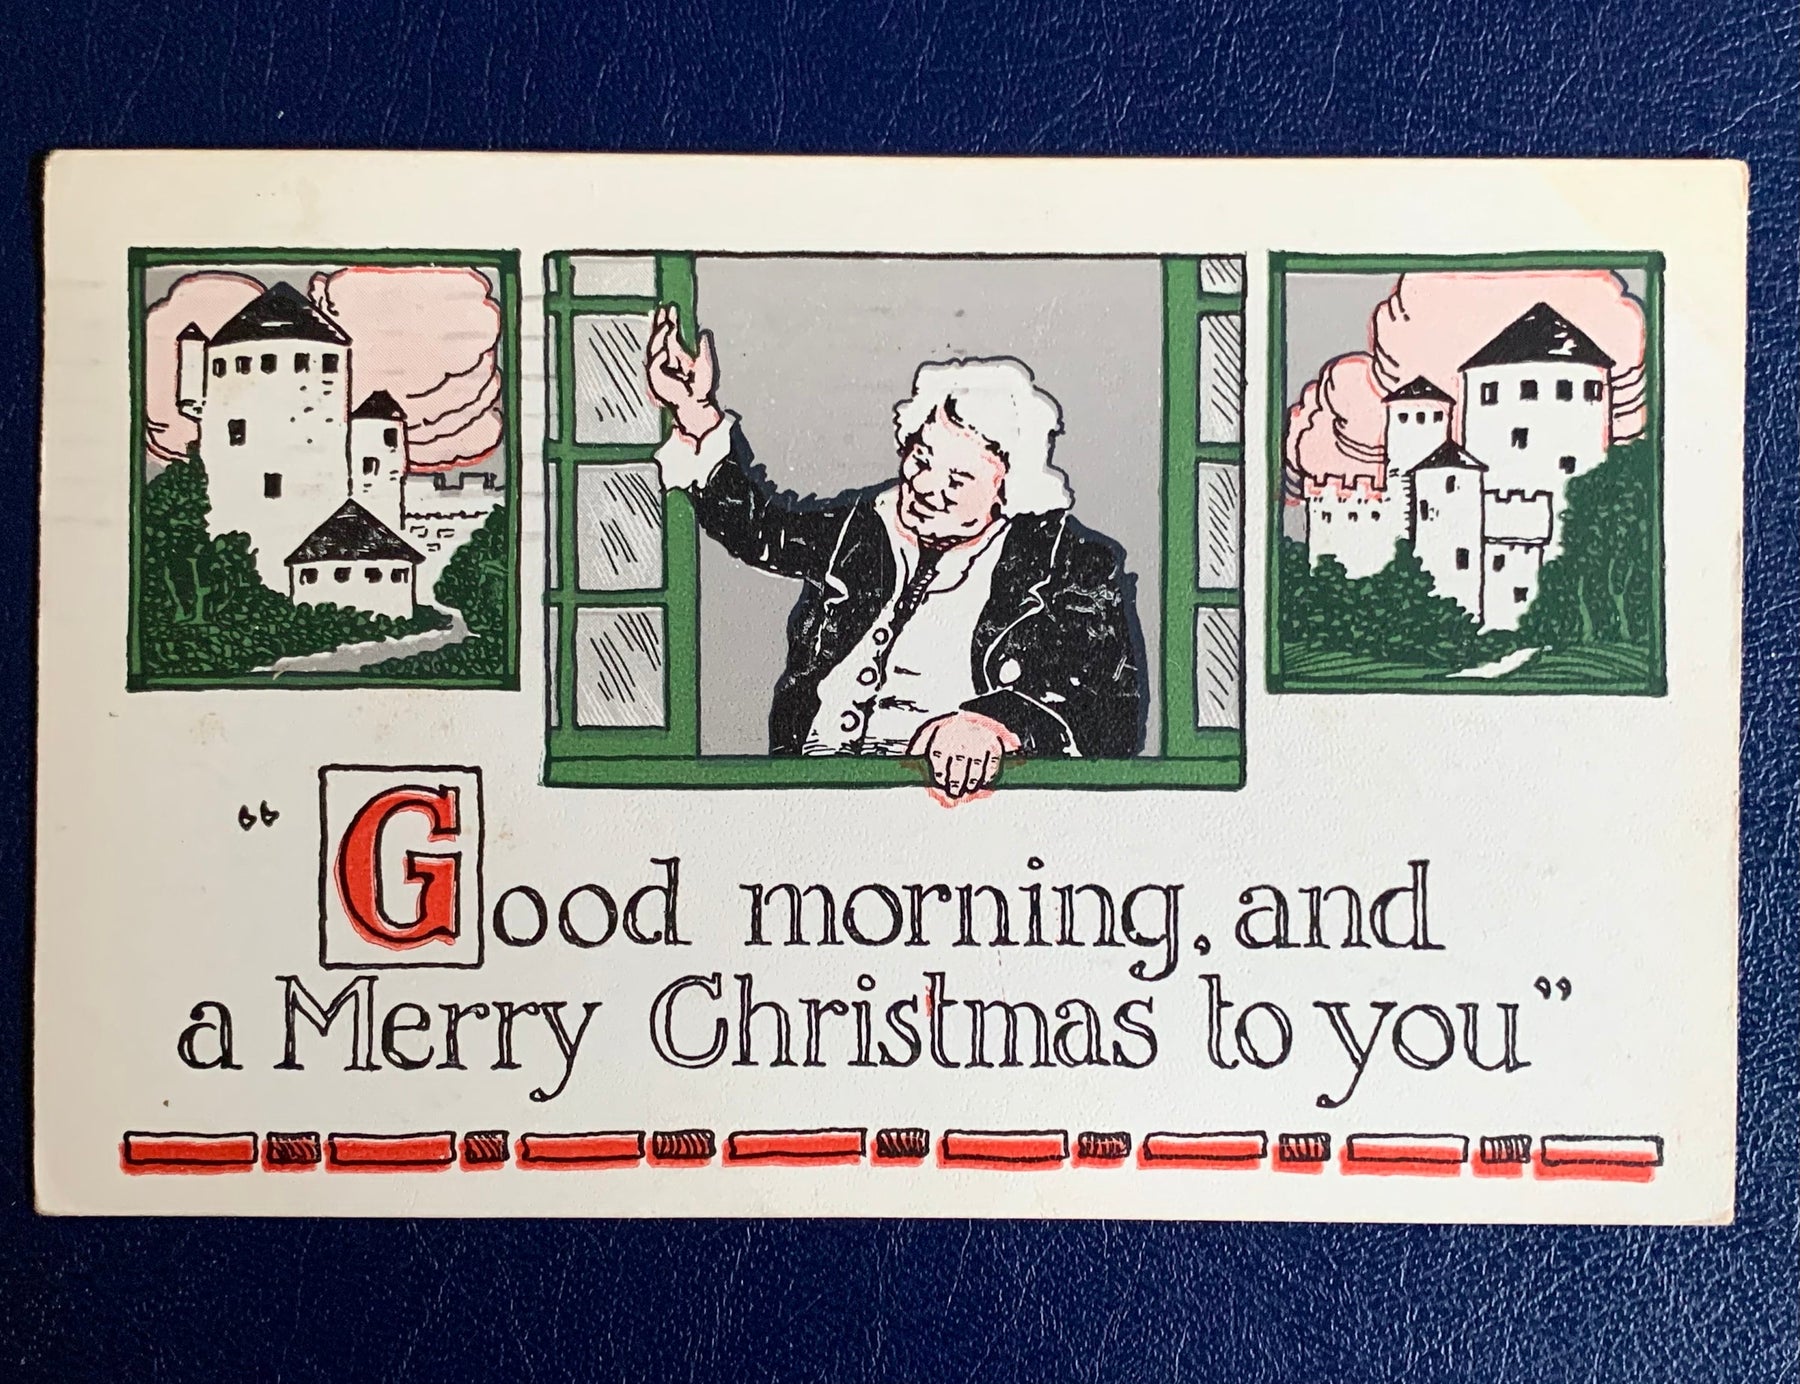 “Good morning, and
a Merry Christmas to you”